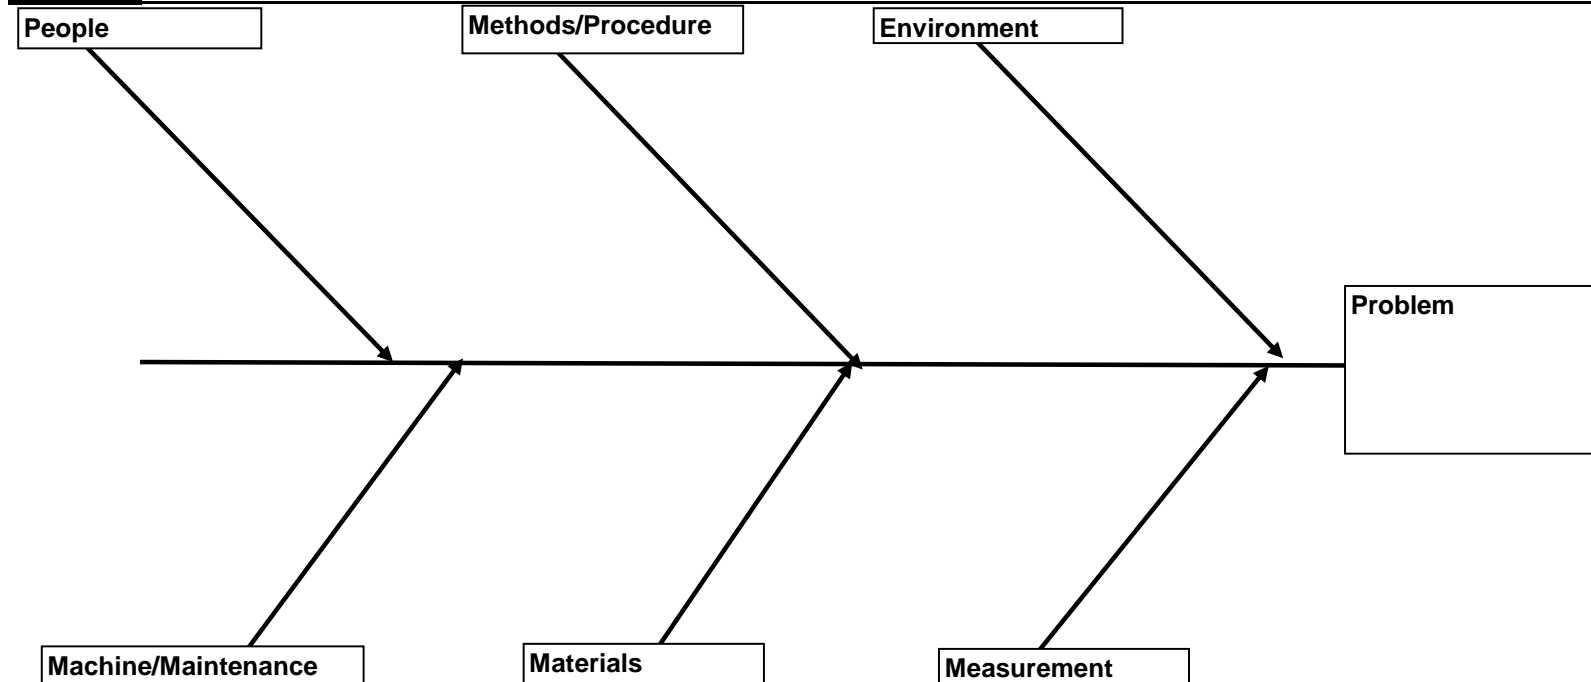 People
Methods/Procedure
Environment
Problem
Machine/Maintenance
Materials
Measurement